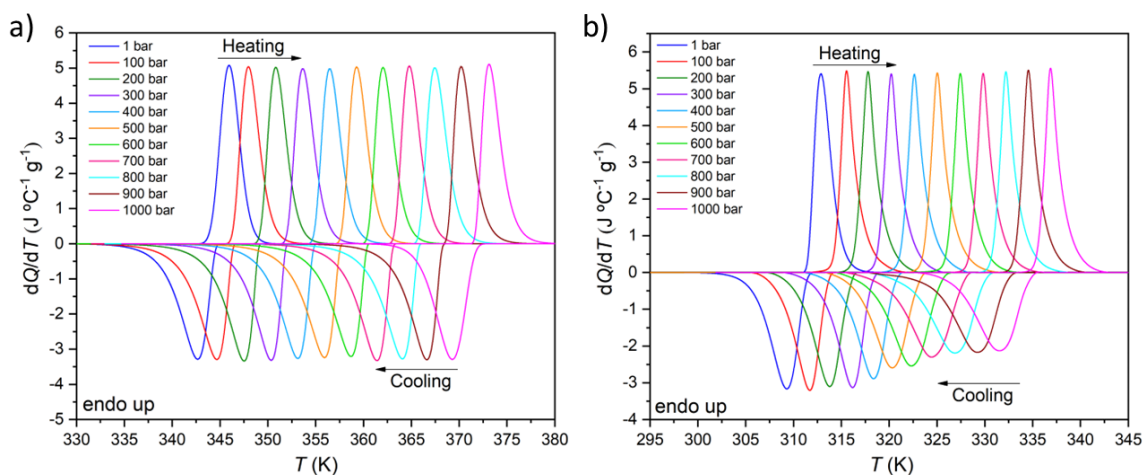 a)
dQ/dT (J ºC⁻¹ g⁻¹)
6
5
4
3
2
1
0
-1
-2
-3
-4
-5
1 bar
100 bar
200 bar
300 bar
400 bar
500 bar
600 bar
700 bar
800 bar
900 bar
1000 bar
Heating
Cooling
endo up
330 335 340 345 350 355 360 365 370 375 380
T (K)
b)
dQ/dT (J ºC⁻¹ g⁻¹)
6
5
4
3
2
1
0
-1
-2
-3
-4
1 bar
100 bar
200 bar
300 bar
400 bar
500 bar
600 bar
700 bar
800 bar
900 bar
1000 bar
Heating
Cooling
endo up
295 300 305 310 315 320 325 330 335 340 345
T (K)